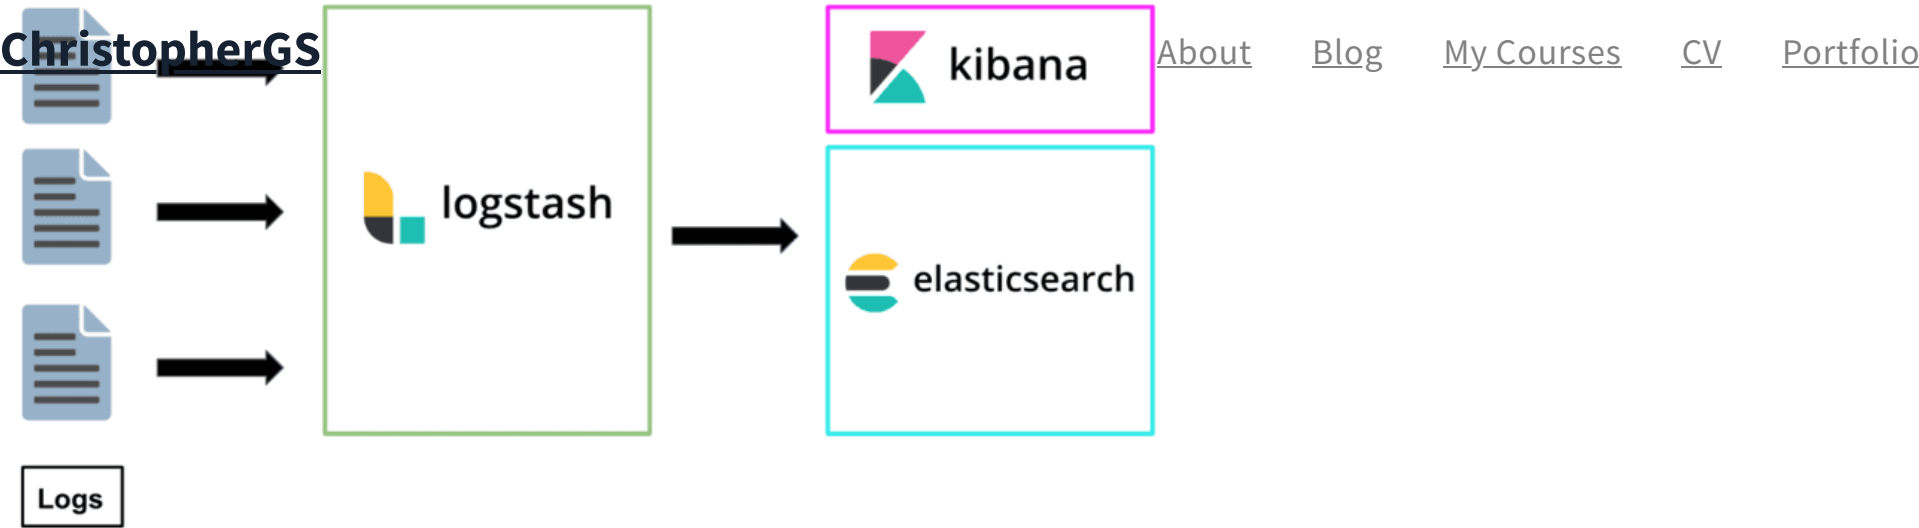 ChristopherGS
About Blog My Courses CV Portfolio
kibana
logstash
elasticsearch
Logs